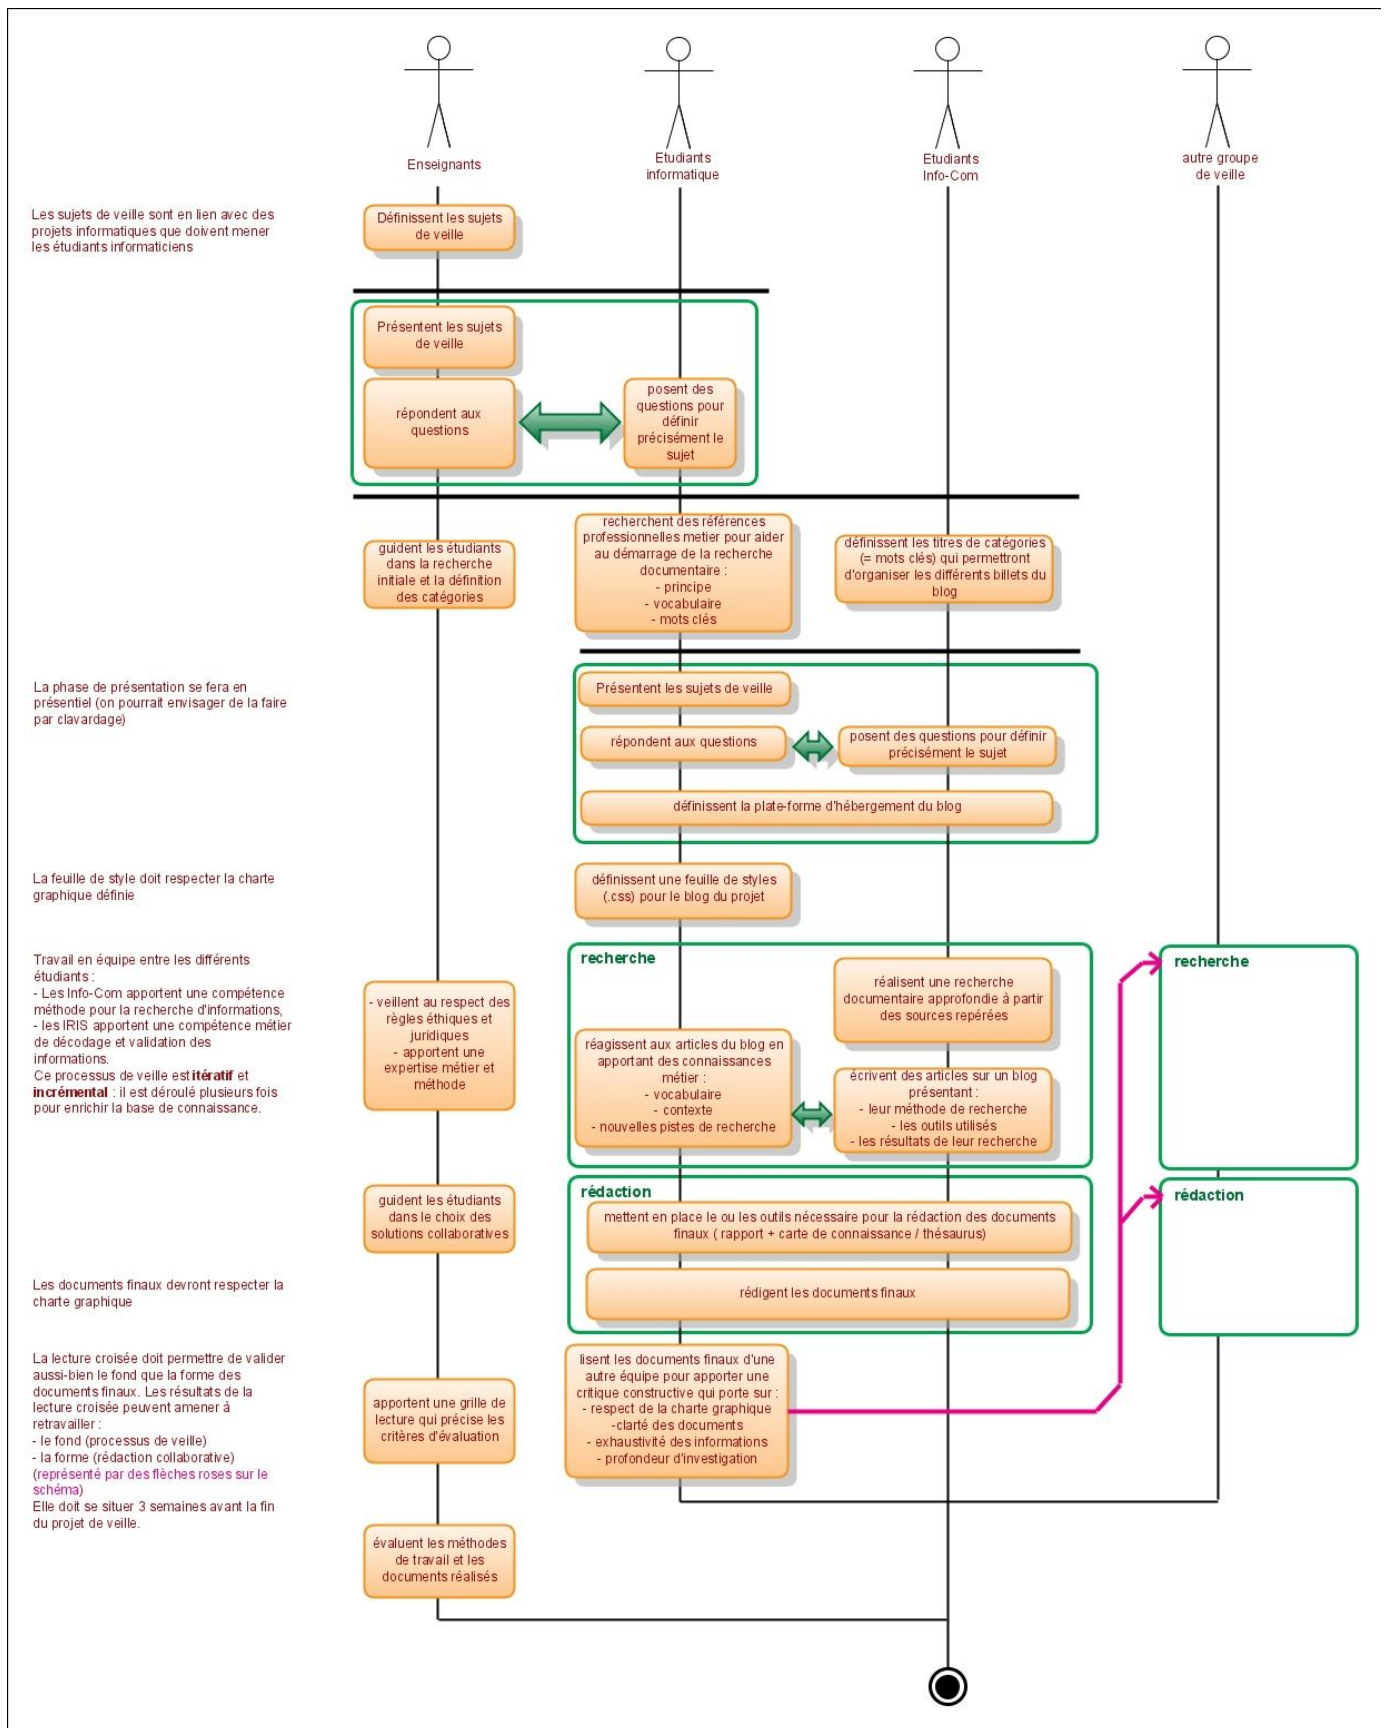 Enseignants
Etudiants
informatique
Etudiants
Info-Com
autre groupe
de veille
Les sujets de veille sont en lien avec des
projets informatiques que doivent mener
les étudiants informaticiens
Définissent les sujets
de veille
Présentent les sujets
de veille
répondent aux
questions
posent des
questions pour
définir
précisément le
sujet
guident les étudiants
dans la recherche
initiale et la définition
des catégories
recherchent des références
professionnelles metier pour aider
au démarrage de la recherche
documentaire :
- principe
- vocabulaire
- mots clés
définissent les titres de catégories
(= mots clés) qui permettront
d'organiser les différents billets du
blog
La phase de présentation se fera en
présentiel (on pourrait envisager de la faire
par clavardage)
Présentent les sujets de veille
répondent aux questions
posent des questions pour définir
précisément le sujet
définissent la plate-forme d'hébergement du blog
La feuille de style doit respecter la charte
graphique définie
définissent une feuille de styles
(.css) pour le blog du projet
Travail en équipe entre les différents
étudiants :
- Les Info-Com apportent une compétence
méthode pour la recherche d'informations,
- les IRIS apportent une compétence métier
de décodage et validation des
informations.
Ce processus de veille est itératif et
incrémental : il est déroulé plusieurs fois
pour enrichir la base de connaissance.
- veillent au respect des
règles éthiques et
juridiques
- apportent une
expertise métier et
méthode
recherche
réalisent une recherche
documentaire approfondie à partir
des sources repérées
réagissent aux articles du blog en
apportant des connaissances
métier :
- vocabulaire
- contexte
- nouvelles pistes de recherche
écrivent des articles sur un blog
présentant :
- leur méthode de recherche
- les outils utilisés
- les résultats de leur recherche
recherche
guident les étudiants
dans le choix des
solutions collaboratives
rédaction
mettent en place le ou les outils nécessaire pour la rédaction des documents
finaux ( rapport + carte de connaissance / thésaurus)
rédigent les documents finaux
rédaction
Les documents finaux devront respecter la
charte graphique
La lecture croisée doit permettre de valider
aussi-bien le fond que la forme des
documents finaux. Les résultats de la
lecture croisée peuvent amener à
retravailler :
- le fond (processus de veille)
- la forme (rédaction collaborative)
(représenté par des flèches roses sur le
schéma)
Elle doit se situer 3 semaines avant la fin
du projet de veille.
apportent une grille de
lecture qui précise les
critères d'évaluation
lisent les documents finaux d'une
autre équipe pour apporter une
critique constructive qui porte sur :
- respect de la charte graphique
-clarté des documents
- exhaustivité des informations
- profondeur d'investigation
évaluent les méthodes
de travail et les
documents réalisés